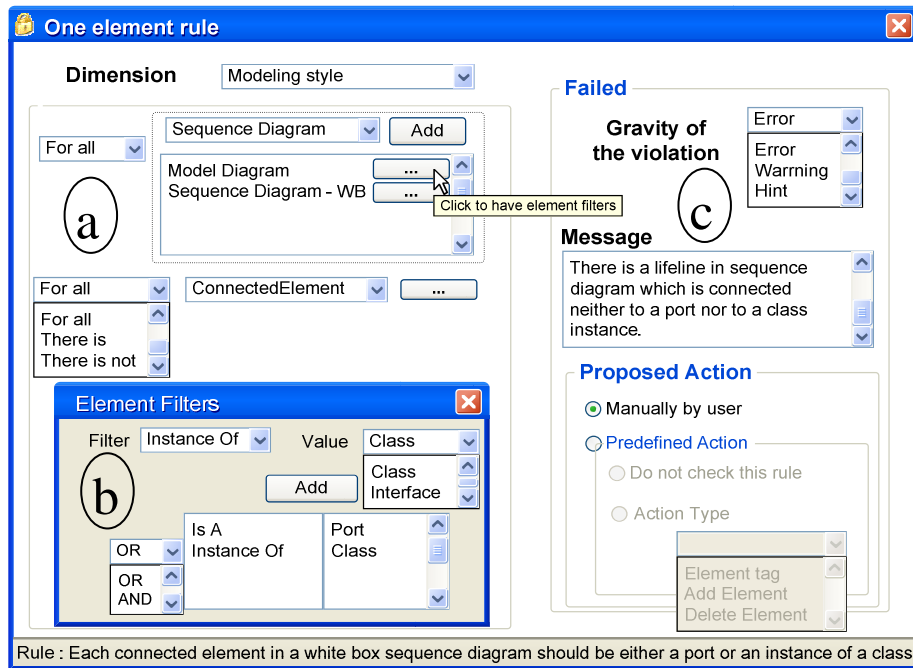 One element rule
Dimension
Modeling style
For all
Sequence Diagram
Add
Model Diagram
...
Sequence Diagram - WB
...
Click to have element filters
a
For all
ConnectedElement
...
For all
There is
There is not
Element Filters
Filter
Instance Of
Value
Class
Class
Interface
Add
b
OR
OR
AND
Is A
Port
Instance Of
Class
Failed
Gravity of
the violation
Error
Error
Warrning
Hint
c
Message
There is a lifeline in sequence
diagram which is connected
neither to a port nor to a class
instance.
Proposed Action
Manually by user
Predefined Action
Do not check this rule
Action Type
Element tag
Add Element
Delete Element
Rule : Each connected element in a white box sequence diagram should be either a port or an instance of a class